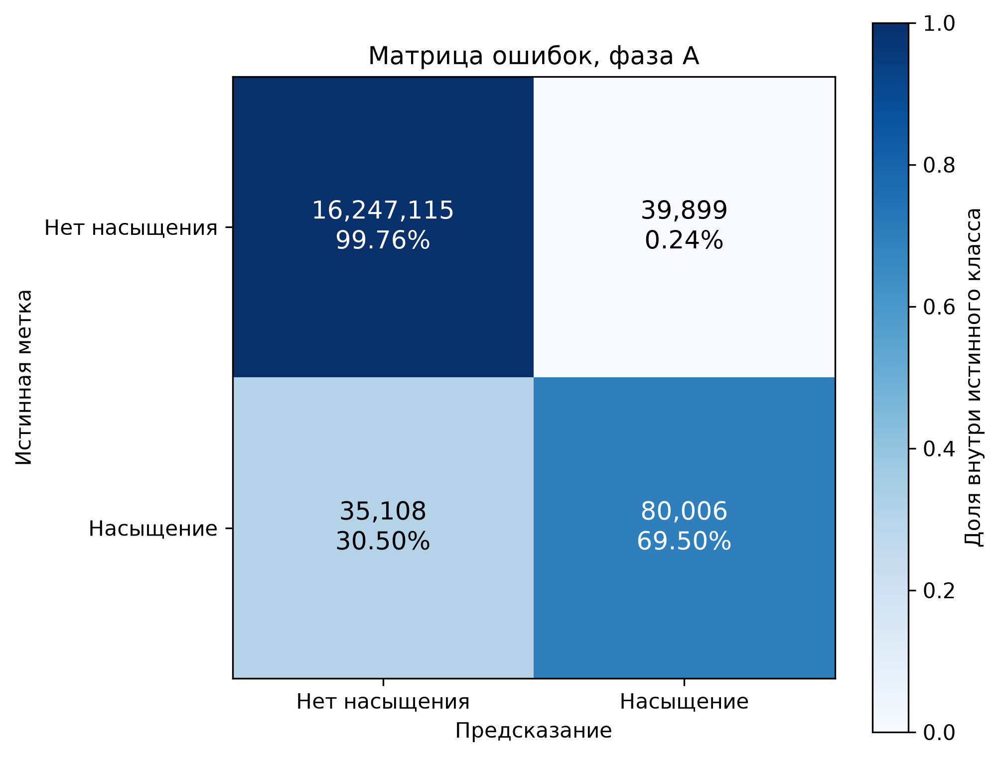 Матрица ошибок, фаза A
Истинная метка
Нет насыщения
Насыщение
16,247,115
99.76%
39,899
0.24%
35,108
30.50%
80,006
69.50%
Нет насыщения
Насыщение
Предсказание
1.0
0.8
0.6
0.4
0.2
0.0
Доля внутри истинного класса